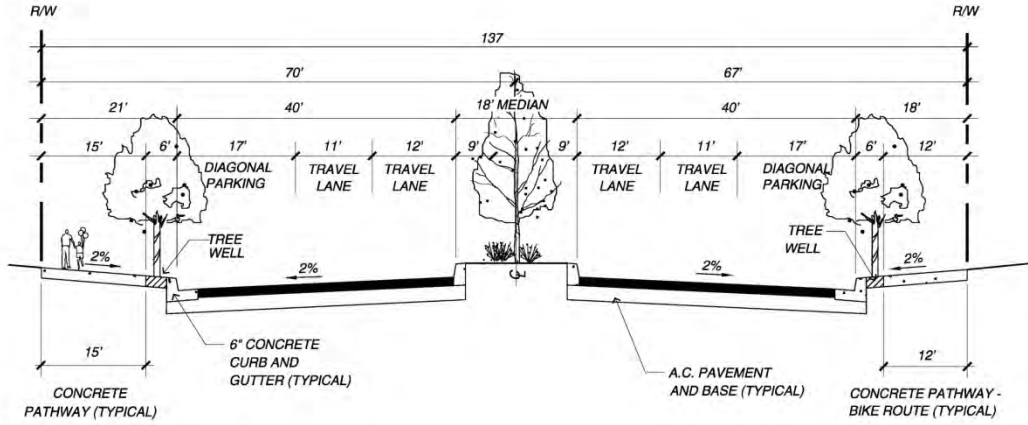 R/W R/W
137
70' 67'
21' 40' 18' MEDIAN 40' 18'
15' 6' 17' 11' 12' 9' 9' 12' 11' 17' 6' 12'
DIAGONAL
PARKING
TRAVEL
LANE
TRAVEL
LANE
TRAVEL
LANE
TRAVEL
LANE
DIAGONAL
PARKING
TREE
WELL
TREE
WELL
2% 2% 2% 2%
15'
6" CONCRETE
CURB AND
GUTTER (TYPICAL)
A.C. PAVEMENT
AND BASE (TYPICAL)
12'
CONCRETE
PATHWAY (TYPICAL)
CONCRETE PATHWAY -
BIKE ROUTE (TYPICAL)